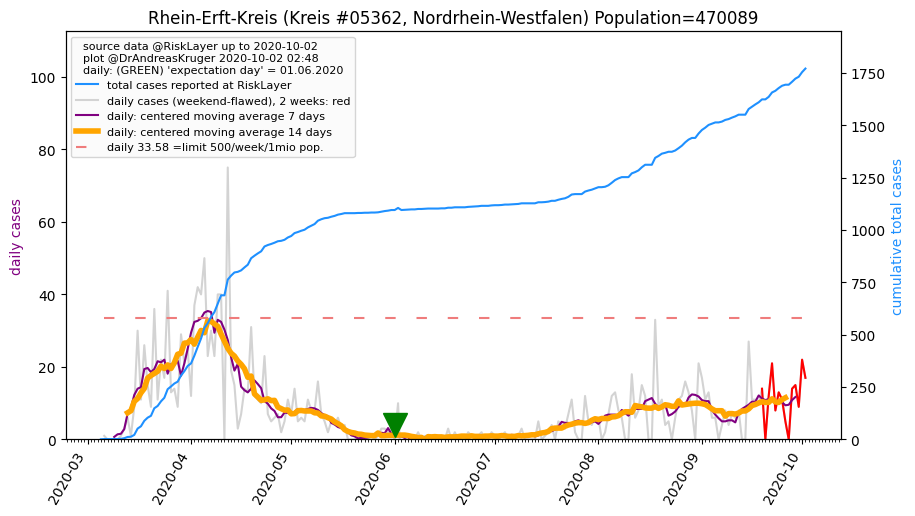 Rhein-Erft-Kreis (Kreis #05362, Nordrhein-Westfalen) Population=470089
source data @RiskLayer up to 2020-10-02
plot @DrAndreasKruger 2020-10-02 02:48
daily: (GREEN) 'expectation day' = 01.06.2020
total cases reported at RiskLayer
daily cases (weekend-flawed), 2 weeks: red
daily: centered moving average 7 days
daily: centered moving average 14 days
daily 33.58 =limit 500/week/1mio pop.
daily cases
100
80
60
40
20
0
1750
1500
1250
1000
750
500
250
0
cumulative total cases
2020-03
2020-04
2020-05
2020-06
2020-07
2020-08
2020-09
2020-10